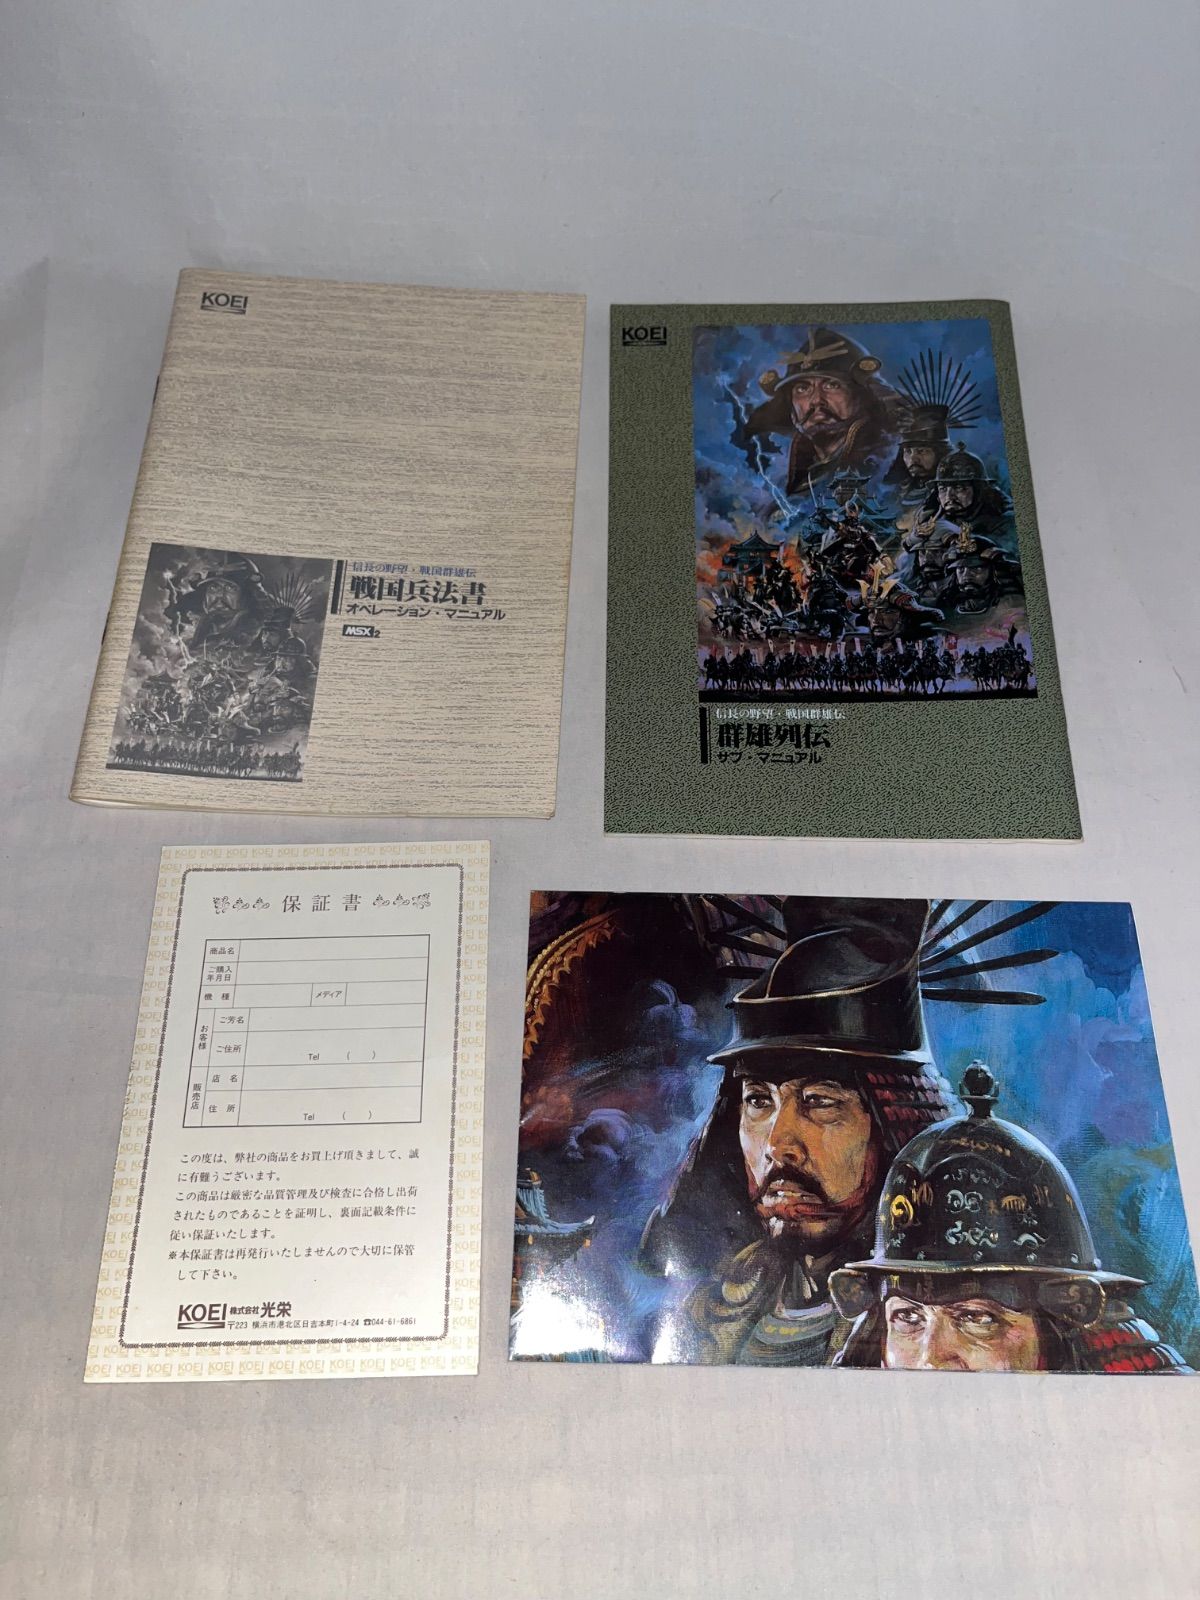 KOEI
信長の野望・戦国群雄伝
戦国兵法書
オペレーション・マニュアル
MSX2
KOEI
信長の野望・戦国群雄伝
群雄列伝
サブ・マニュアル
保証書
商品名
ご購入
年月日
機種
メディア
お客様
ご芳名
ご住所
Tel ( )
販売店
店名
住所
Tel ( )
この度は、弊社の商品をお買上げ頂きまして、誠
に有難うございます。
この商品は厳密な品質管理及び検査に合格し出荷
されたものであることを証明し、裏面記載条件に
従い保証いたします。
※本保証書は再発行いたしませんので大切に保管
して下さい。
KOEI 株式会社光栄
〒223 横浜市港北区日吉本町1-4-24 ☎044-61-6861